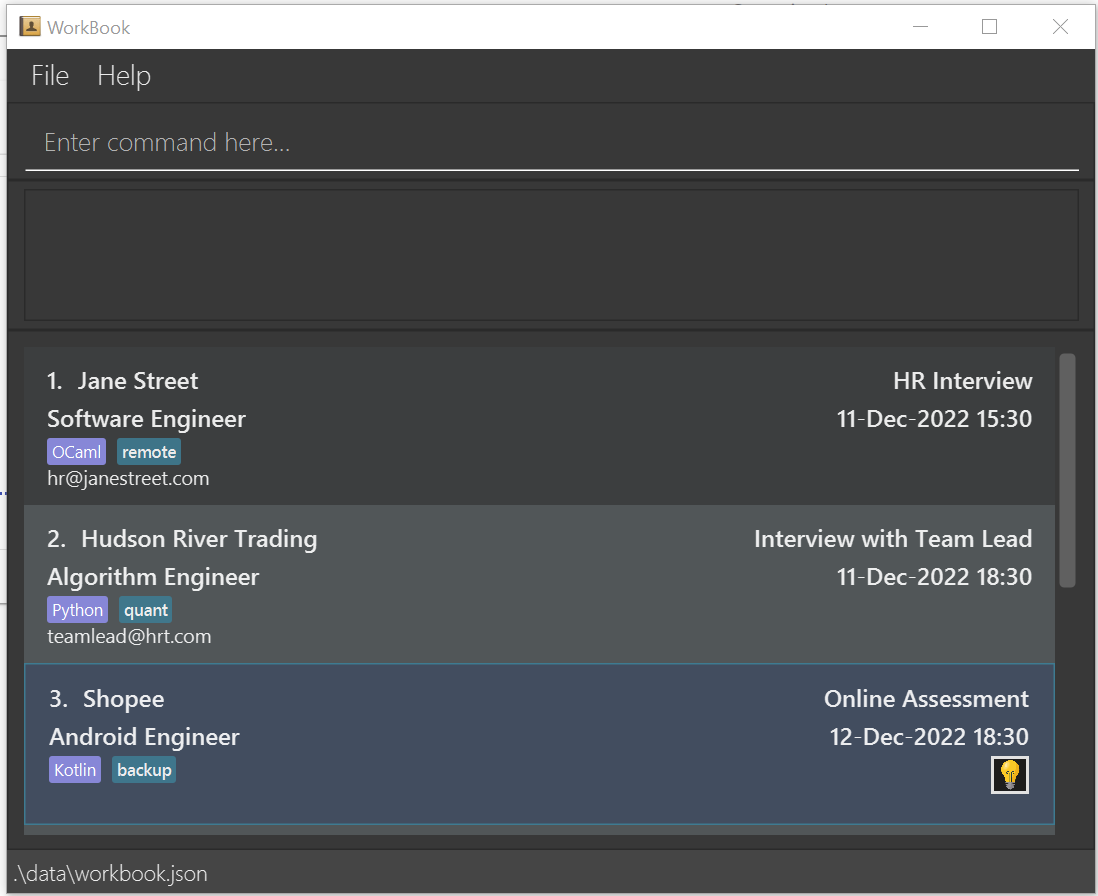 WorkBook
File Help
Enter command here...
1. Jane Street HR Interview
Software Engineer 11-Dec-2022 15:30
OCaml remote
hr@janestreet.com
2. Hudson River Trading Interview with Team Lead
Algorithm Engineer 11-Dec-2022 18:30
Python quant
teamlead@hrt.com
3. Shopee Online Assessment
Android Engineer 12-Dec-2022 18:30
Kotlin backup
.\data\workbook.json